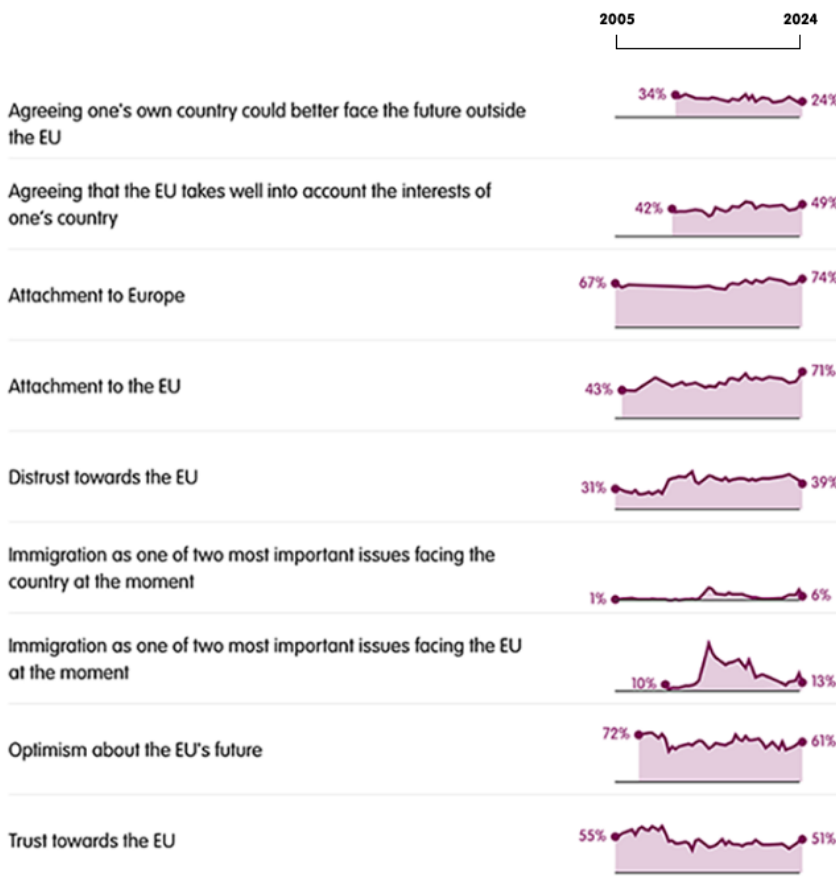 2005 2024
34% 24%
Agreeing one's own country could better face the future outside
the EU
Agreeing that the EU takes well into account the interests of
one's country
42% 49%
Attachment to Europe
67% 74%
Attachment to the EU
43% 71%
Distrust towards the EU
31% 39%
Immigration as one of two most important issues facing the
country at the moment
1% 6%
Immigration as one of two most important issues facing the EU
at the moment
10% 13%
Optimism about the EU's future
72% 61%
Trust towards the EU
55% 51%